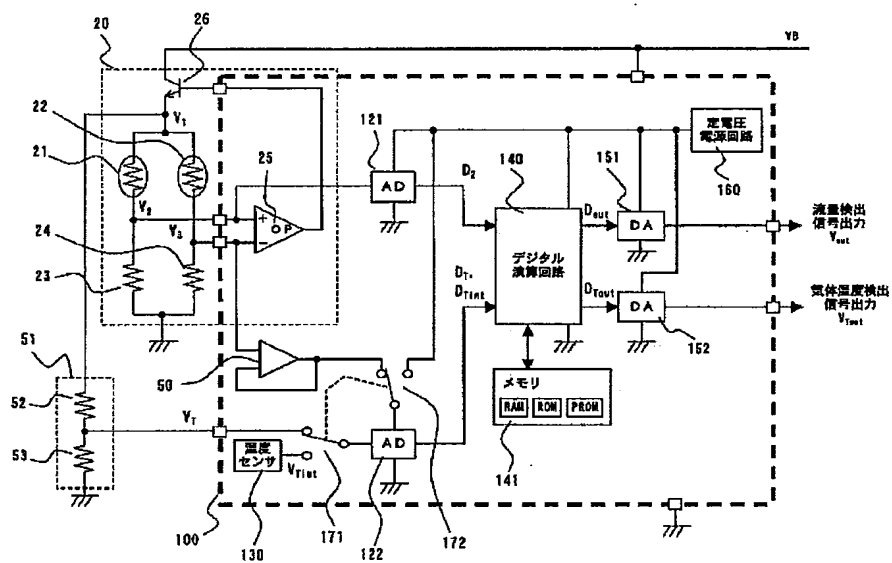 26
VB
20
V1
22
21
121
定電圧
電源回路
25
D2
140
151
160
AD
V2
Dout
DA
流量検出
信号出力
Vout
V3
+
OP
−
24
デジタル
演算回路
23
DT,
DTint
DTout
DA
気体温度検出
信号出力
VTout
152
51
50
52
メモリ
VT
RAM
ROM
PROM
AD
53
温度
センサ
VTint
141
100
130
171
122
172